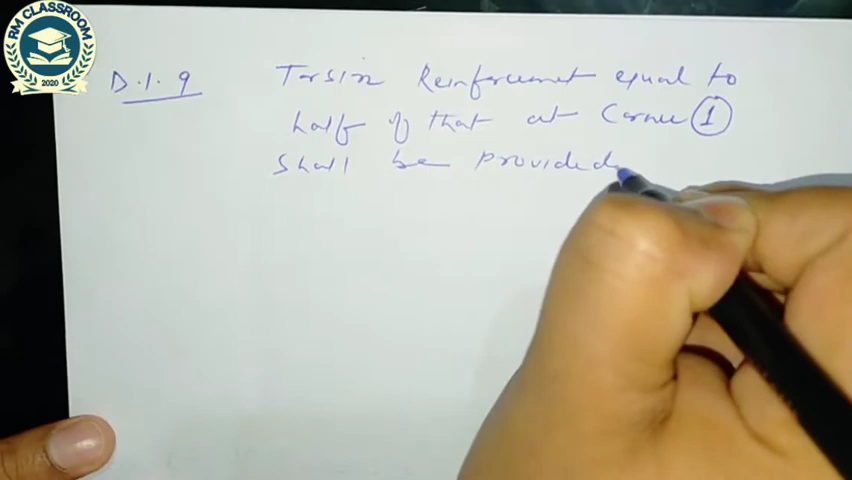 RM CLASSROOM
2020
D.1.9 Torsion Reinforcement equal to
half of that at Corner 1
Shall be provided